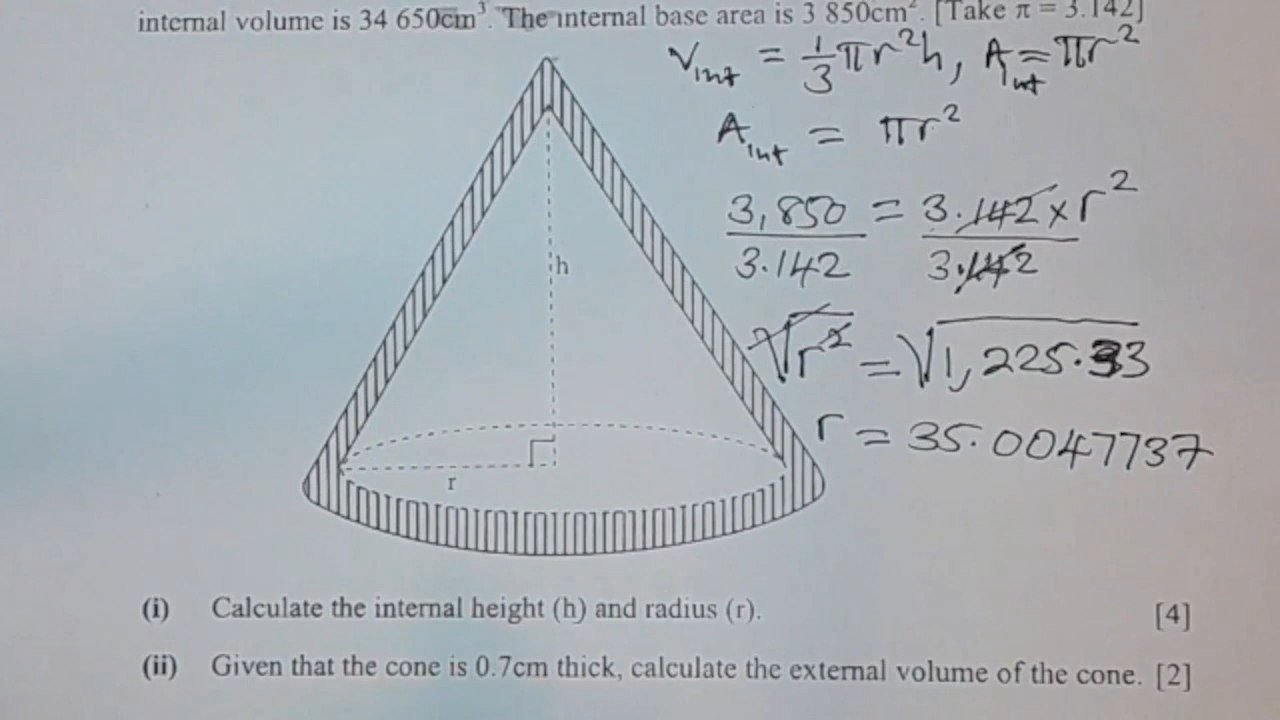 internal volume is 34 650cm³. The internal base area is 3 850cm². [Take π = 3.142]
V_int = 1/3 πr²h, A_int = πr²
A_int = πr²
3,850 / 3.142 = 3.142 × r² / 3.142
√r² = √1,225.33
r = 35.0047737
h
r
(i) Calculate the internal height (h) and radius (r). [4]
(ii) Given that the cone is 0.7cm thick, calculate the external volume of the cone. [2]